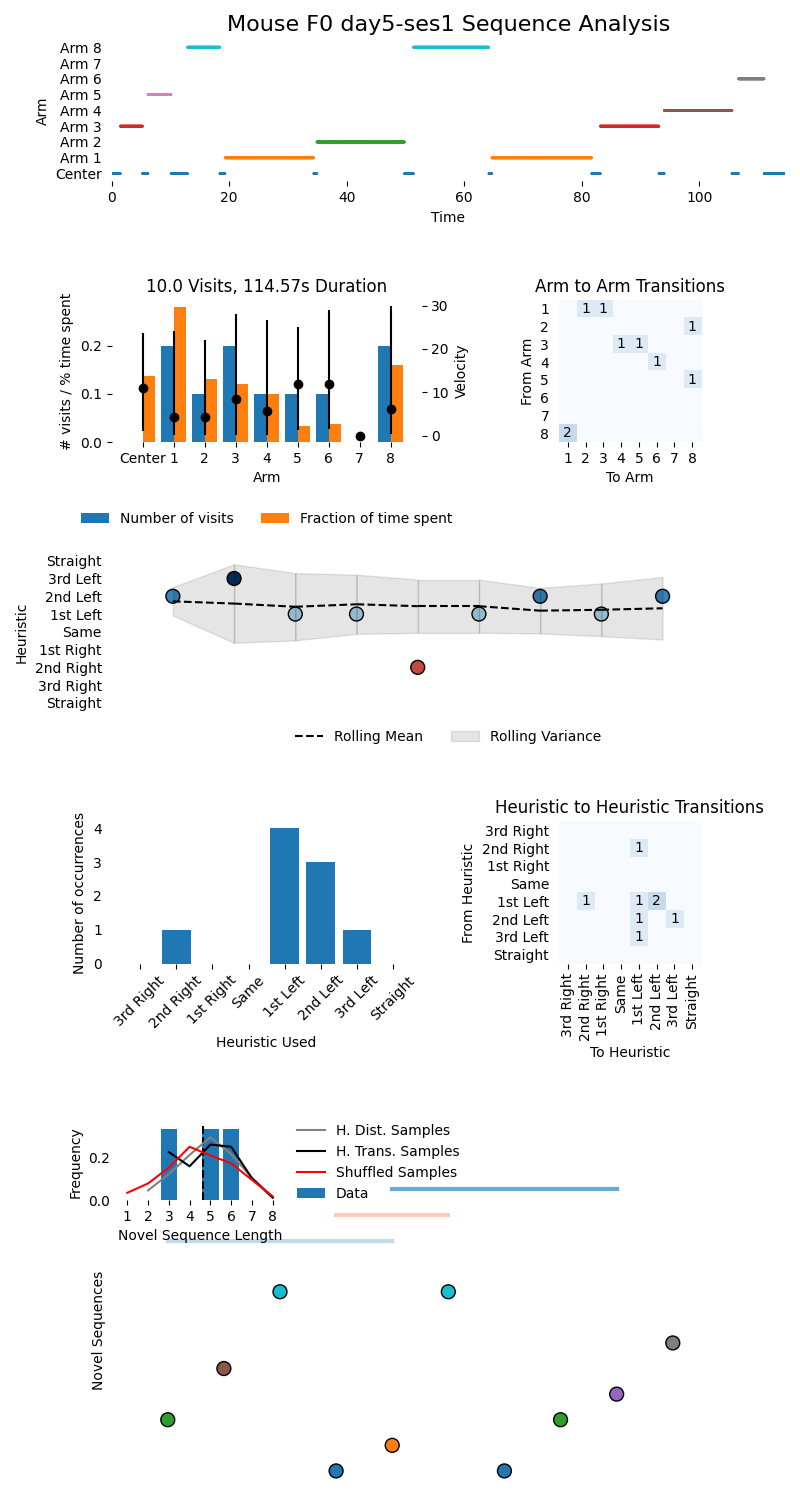 Mouse F0 day5-ses1 Sequence Analysis
Arm
Arm 8
Arm 7
Arm 6
Arm 5
Arm 4
Arm 3
Arm 2
Arm 1
Center
0 20 40 60 80 100
Time
10.0 Visits, 114.57s Duration
# visits / % time spent
0.2
0.1
0.0
30
20
10
0
Velocity
Center 1 2 3 4 5 6 7 8
Arm
Number of visits Fraction of time spent
Arm to Arm Transitions
From Arm
1 1 1
2 1
3 1 1
4 1
5 1
6
7
8 2
1 2 3 4 5 6 7 8
To Arm
Heuristic
Straight
3rd Left
2nd Left
1st Left
Same
1st Right
2nd Right
3rd Right
Straight
Rolling Mean Rolling Variance
Number of occurrences
4
3
2
1
0
3rd Right 2nd Right 1st Right Same 1st Left 2nd Left 3rd Left Straight
Heuristic Used
Heuristic to Heuristic Transitions
From Heuristic
3rd Right
2nd Right 1
1st Right
Same
1st Left 1 1 2
2nd Left 1 1
3rd Left 1
Straight
3rd Right 2nd Right 1st Right Same 1st Left 2nd Left 3rd Left Straight
To Heuristic
Frequency
0.2
0.0
1 2 3 4 5 6 7 8
Novel Sequence Length
H. Dist. Samples
H. Trans. Samples
Shuffled Samples
Data
Novel Sequences